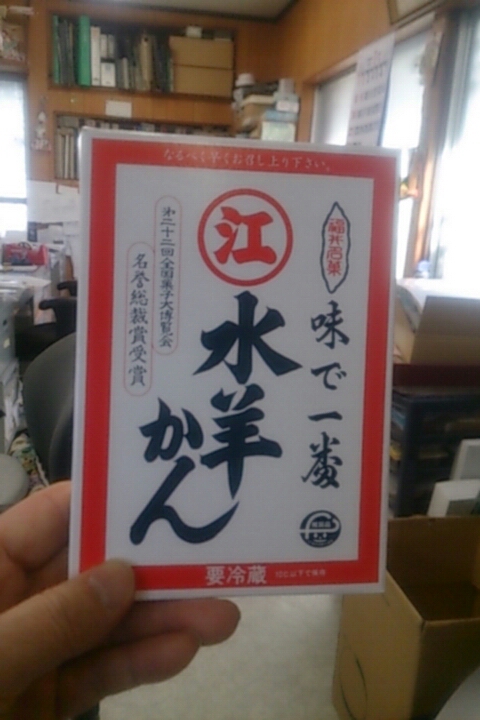 なるべく早くお召し上り下さい。
福井名菓
味で一番
江
水羊かん
第二十二回全国菓子大博覧会
名誉総裁賞受賞
要冷蔵